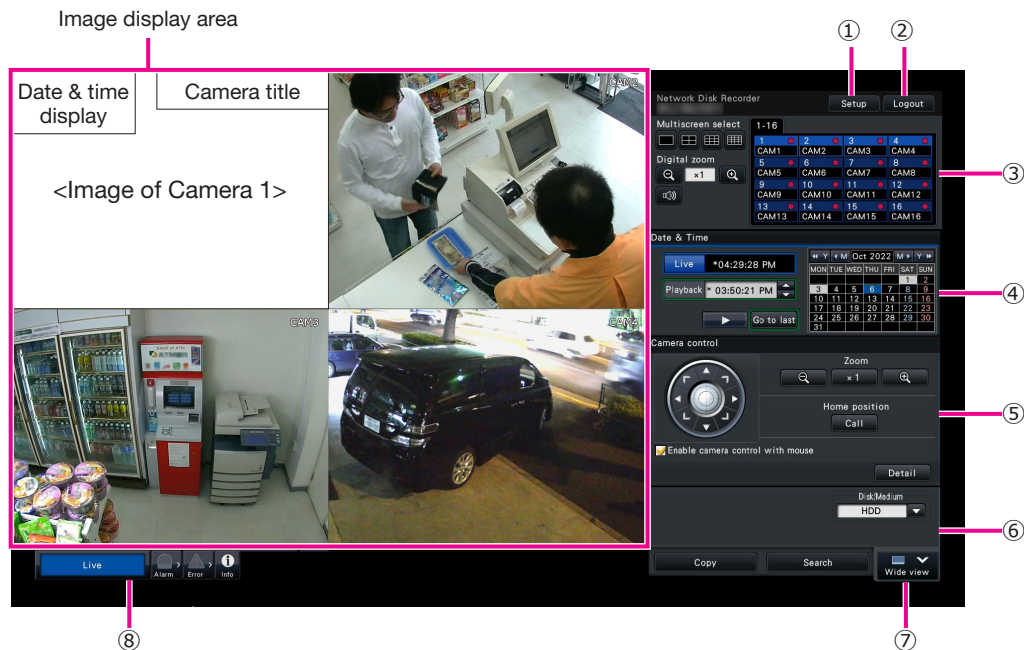 Image display area
① ②
Date & time
display
Camera title
<Image of Camera 1>
CAM2
CAM3
CAM4
Network Disk Recorder
Setup
Logout
Multiscreen select
1-16
1 2 3 4
CAM1 CAM2 CAM3 CAM4
5 6 7 8
CAM5 CAM6 CAM7 CAM8
9 10 11 12
CAM9 CAM10 CAM11 CAM12
13 14 15 16
CAM13 CAM14 CAM15 CAM16
Digital zoom
×1
③
Date & Time
Live *04:29:28 PM
Playback * 03:50:21 PM
Go to last
Y M Oct 2022 M Y
MON TUE WED THU FRI SAT SUN
1 2
3 4 5 6 7 8 9
10 11 12 13 14 15 16
17 18 19 20 21 22 23
24 25 26 27 28 29 30
31
④
Camera control
Zoom
×1
Home position
Call
⑤
Enable camera control with mouse
Detail
Disk/Medium
HDD
⑥
Copy
Search
Wide view
⑦
Live
Alarm
Error
Info
⑧